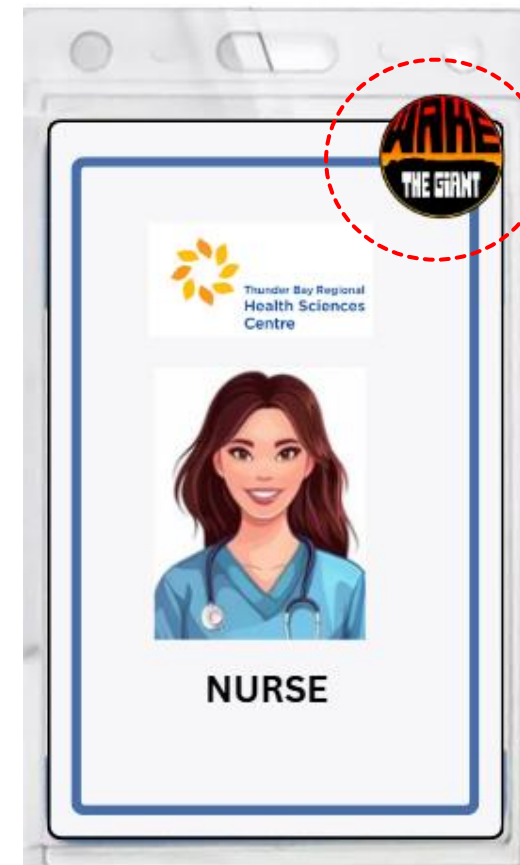 WAKE
THE GIANT
Thunder Bay Regional
Health Sciences
Centre
NURSE